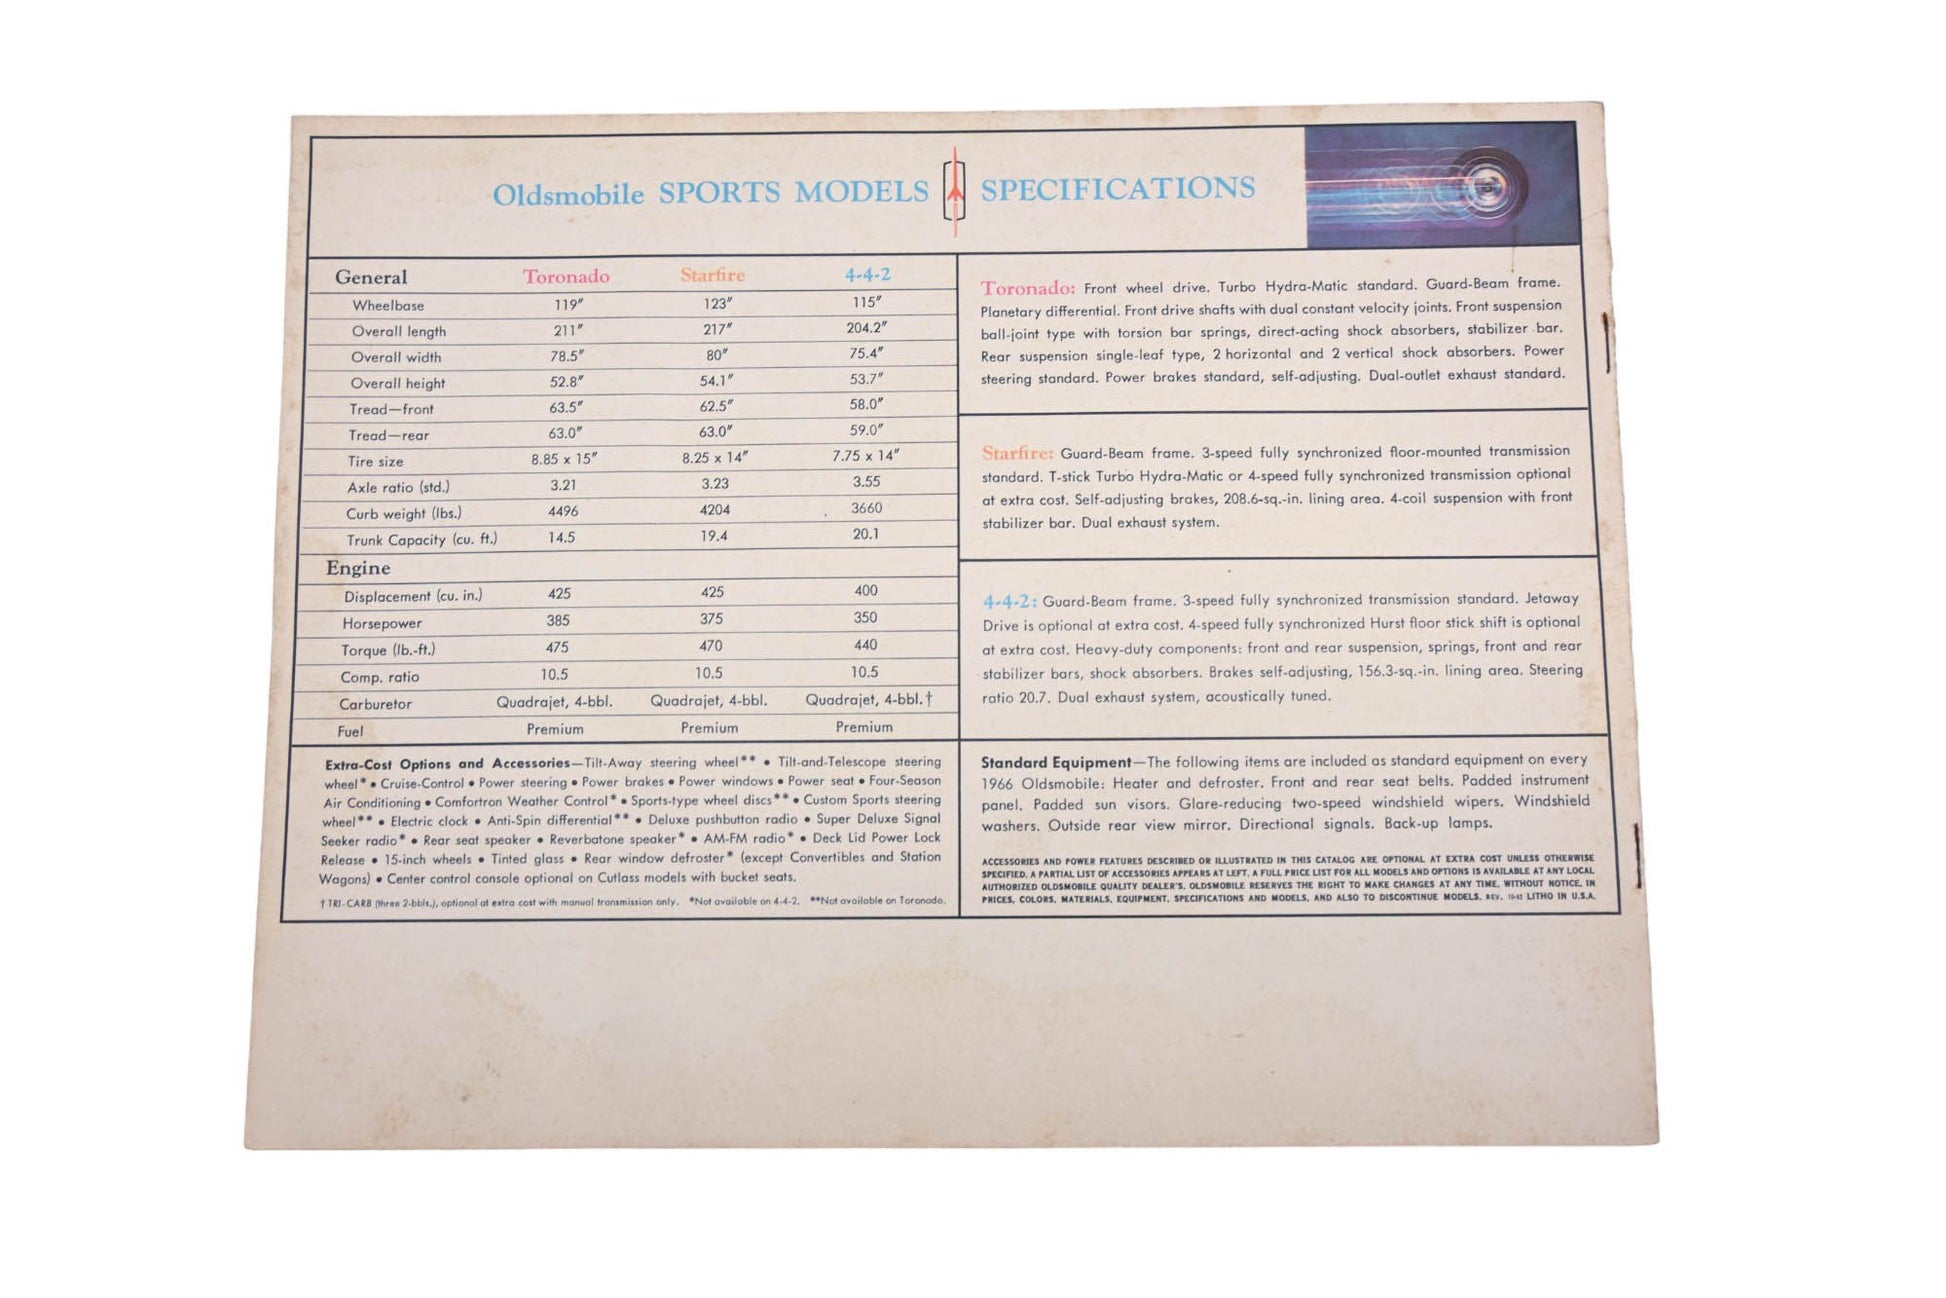 Oldsmobile SPORTS MODELS SPECIFICATIONS
General Toronado Starfire 4-4-2
Wheelbase 119″ 123″ 115″
Overall length 211″ 217″ 204.2″
Overall width 78.5″ 80″ 75.4″
Overall height 52.8″ 54.1″ 53.7″
Tread—front 63.5″ 62.5″ 58.0″
Tread—rear 63.0″ 63.0″ 59.0″
Tire size 8.85 x 15″ 8.25 x 14″ 7.75 x 14″
Axle ratio (std.) 3.21 3.23 3.55
Curb weight (lbs.) 4496 4204 3660
Trunk Capacity (cu. ft.) 14.5 19.4 20.1
Engine
Displacement (cu. in.) 425 425 400
Horsepower 385 375 350
Torque (lb.-ft.) 475 470 440
Comp. ratio 10.5 10.5 10.5
Carburetor Quadrajet, 4-bbl. Quadrajet, 4-bbl. Quadrajet, 4-bbl.†
Fuel Premium Premium Premium
Extra-Cost Options and Accessories—Tilt-Away steering wheel** • Tilt-and-Telescope steering
wheel* • Cruise-Control • Power steering • Power brakes • Power windows • Power seat • Four-Season
Air Conditioning • Comfortron Weather Control* • Sports-type wheel discs** • Custom Sports steering
wheel** • Electric clock • Anti-Spin differential** • Deluxe pushbutton radio • Super Deluxe Signal
Seeker radio* • Rear seat speaker • Reverbatone speaker* • AM-FM radio* • Deck Lid Power Lock
Release • 15-inch wheels • Tinted glass • Rear window defroster* (except Convertibles and Station
Wagons) • Center control console optional on Cutlass models with bucket seats.
† TRI-CARB (three 2-bbls.), optional at extra cost with manual transmission only. *Not available on 4-4-2. **Not available on Toronado.
Toronado: Front wheel drive. Turbo Hydra-Matic standard. Guard-Beam frame.
Planetary differential. Front drive shafts with dual constant velocity joints. Front suspension
ball-joint type with torsion bar springs, direct-acting shock absorbers, stabilizer bar.
Rear suspension single-leaf type, 2 horizontal and 2 vertical shock absorbers. Power
steering standard. Power brakes standard, self-adjusting. Dual-outlet exhaust standard.
Starfire: Guard-Beam frame. 3-speed fully synchronized floor-mounted transmission
standard. T-stick Turbo Hydra-Matic or 4-speed fully synchronized transmission optional
at extra cost. Self-adjusting brakes, 208.6-sq.-in. lining area. 4-coil suspension with front
stabilizer bar. Dual exhaust system.
4-4-2: Guard-Beam frame. 3-speed fully synchronized transmission standard. Jetaway
Drive is optional at extra cost. 4-speed fully synchronized Hurst floor stick shift is optional
at extra cost. Heavy-duty components: front and rear suspension, springs, front and rear
stabilizer bars, shock absorbers. Brakes self-adjusting, 156.3-sq.-in. lining area. Steering
ratio 20.7. Dual exhaust system, acoustically tuned.
Standard Equipment—The following items are included as standard equipment on every
1966 Oldsmobile: Heater and defroster. Front and rear seat belts. Padded instrument
panel. Padded sun visors. Glare-reducing two-speed windshield wipers. Windshield
washers. Outside rear view mirror. Directional signals. Back-up lamps.
ACCESSORIES AND POWER FEATURES DESCRIBED OR ILLUSTRATED IN THIS CATALOG ARE OPTIONAL AT EXTRA COST UNLESS OTHERWISE
SPECIFIED. A PARTIAL LIST OF ACCESSORIES APPEARS AT LEFT. A FULL PRICE LIST FOR ALL MODELS AND OPTIONS IS AVAILABLE AT ANY LOCAL
AUTHORIZED OLDSMOBILE QUALITY DEALER'S. OLDSMOBILE RESERVES THE RIGHT TO MAKE CHANGES AT ANY TIME, WITHOUT NOTICE, IN
PRICES, COLORS, MATERIALS, EQUIPMENT, SPECIFICATIONS AND MODELS, AND ALSO TO DISCONTINUE MODELS. REV. LITHO IN U.S.A.